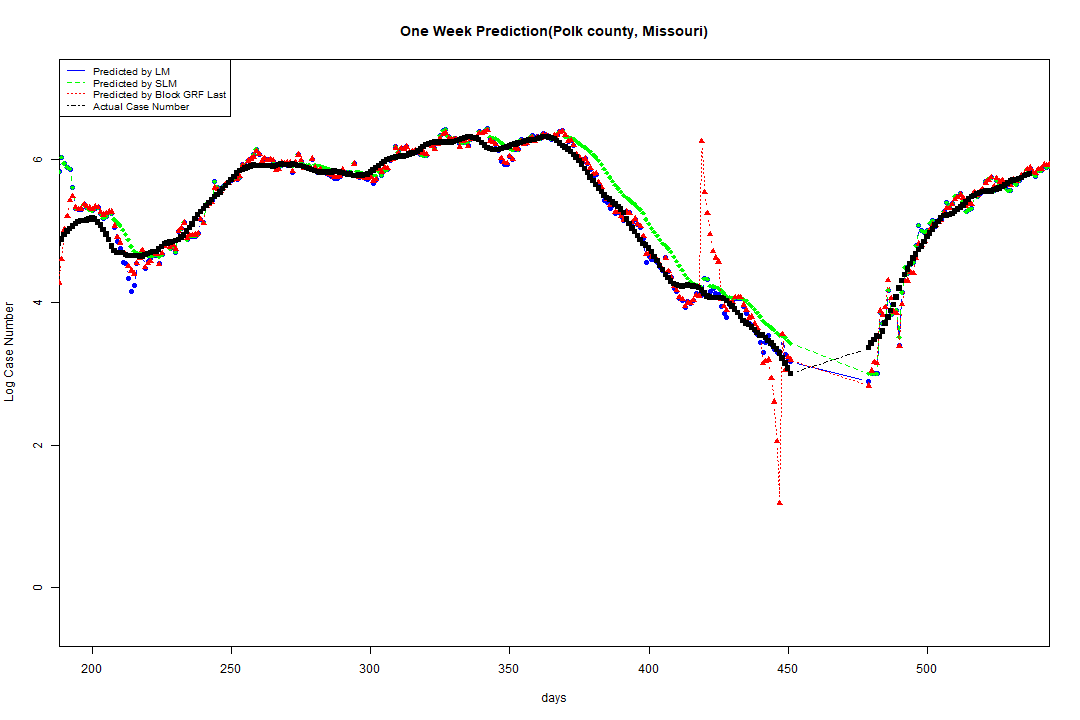 One Week Prediction(Polk county, Missouri)
Predicted by LM
Predicted by SLM
Predicted by Block GRF Last
Actual Case Number
Log Case Number
6
4
2
0
200 250 300 350 400 450 500
days